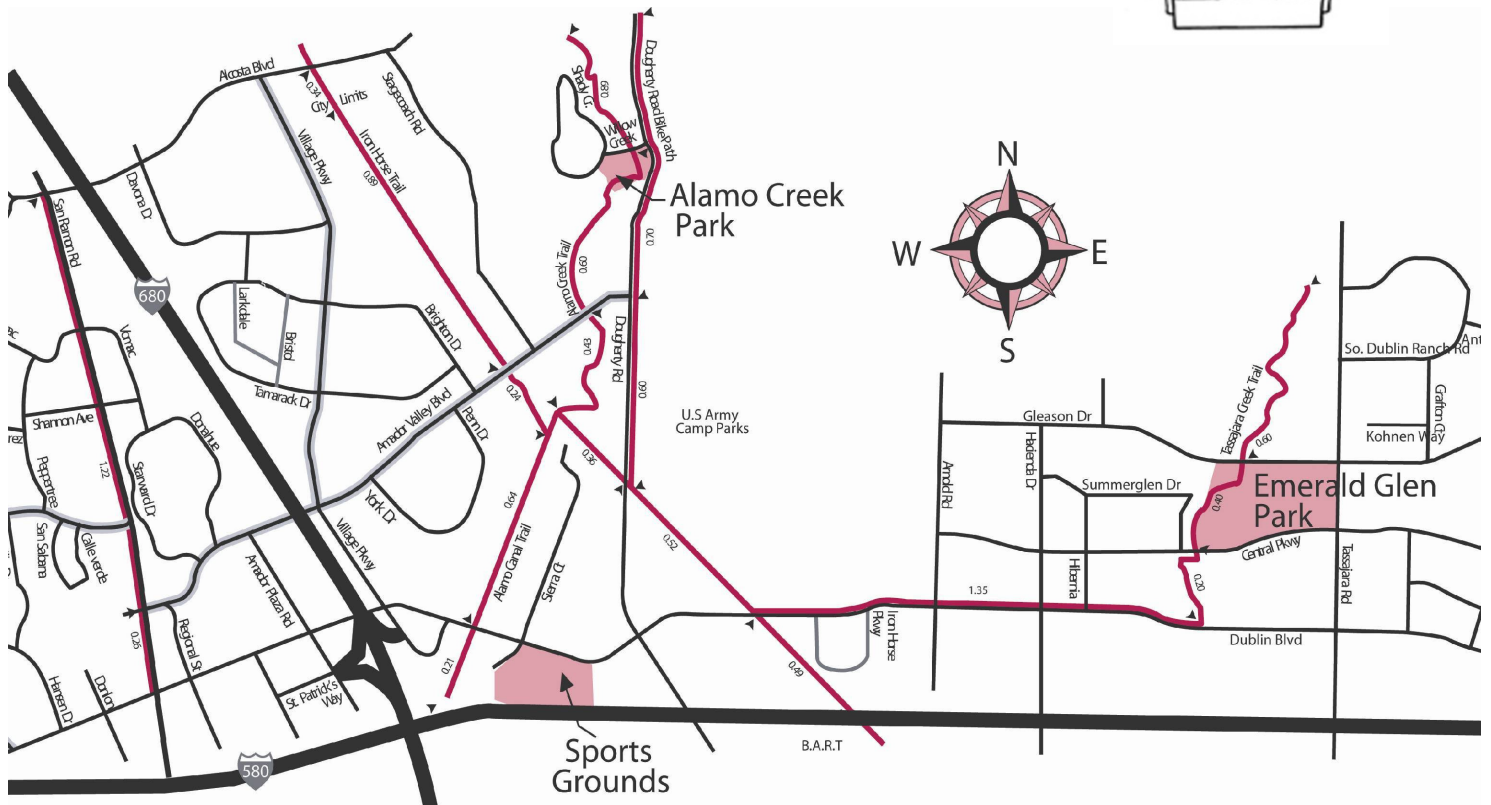 Alcosta Blvd
0.34
City Limits
Stagecoach Rd
Village Pkwy
Iron Horse Trail
0.89
Shady Cr.
0.89
Dougherty Road Bike Path
Willow
Creek
Alamo Creek
Park
0.70
Davona Dr
San Ramon Rd
680
Larkdale
Bristol
Brighton Dr
Tamarack Dr
Alamo Creek Trail
0.60
0.43
Dougherty Rd
0.60
N
W
E
S
Vomac
Shannon Ave
Donahue
Peppertree
Starward Dr
1.22
San Sabana
Calle verde
rez
Amador Valley Blvd
Penn Dr
York Dr
Village Pkwy
0.24
0.36
0.64
Alamo Canal Trail
Sierra Ct
0.52
U.S Army
Camp Parks
Amador Plaza Rd
0.26
Regional St
Hansen Dr
Donlon
St. Patrick's
Way
0.21
Sports
Grounds
580
0.49
B.A.R.T
Iron Horse
Pkwy
1.35
Arnold Rd
Gleason Dr
Hacienda Dr
Summerglen Dr
Hibernia
Tassajara Creek Trail
0.60
0.40
Emerald Glen
Park
Central Pkwy
0.20
Tassajara Rd
Dublin Blvd
So. Dublin Ranch Rd
Ant
Grafton Ct
Kohnen Way